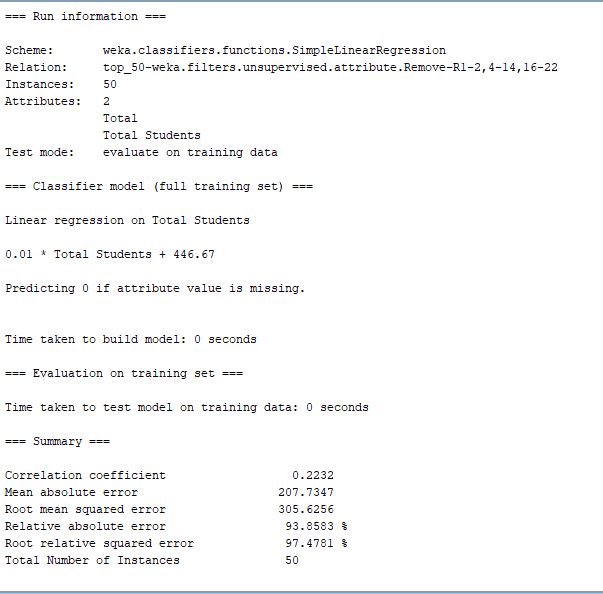 === Run information ===
Scheme: weka.classifiers.functions.SimpleLinearRegression
Relation: top_50-weka.filters.unsupervised.attribute.Remove-R1-2,4-14,16-22
Instances: 50
Attributes: 2
Total
Total Students
Test mode: evaluate on training data
=== Classifier model (full training set) ===
Linear regression on Total Students
0.01 * Total Students + 446.67
Predicting 0 if attribute value is missing.
Time taken to build model: 0 seconds
=== Evaluation on training set ===
Time taken to test model on training data: 0 seconds
=== Summary ===
Correlation coefficient 0.2232
Mean absolute error 207.7347
Root mean squared error 305.6256
Relative absolute error 93.8583 %
Root relative squared error 97.4781 %
Total Number of Instances 50